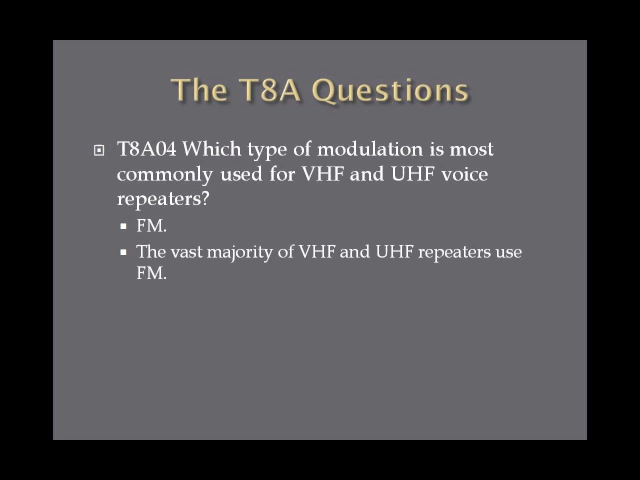 The T8A Questions
T8A04 Which type of modulation is most
commonly used for VHF and UHF voice
repeaters?
FM.
The vast majority of VHF and UHF repeaters use
FM.